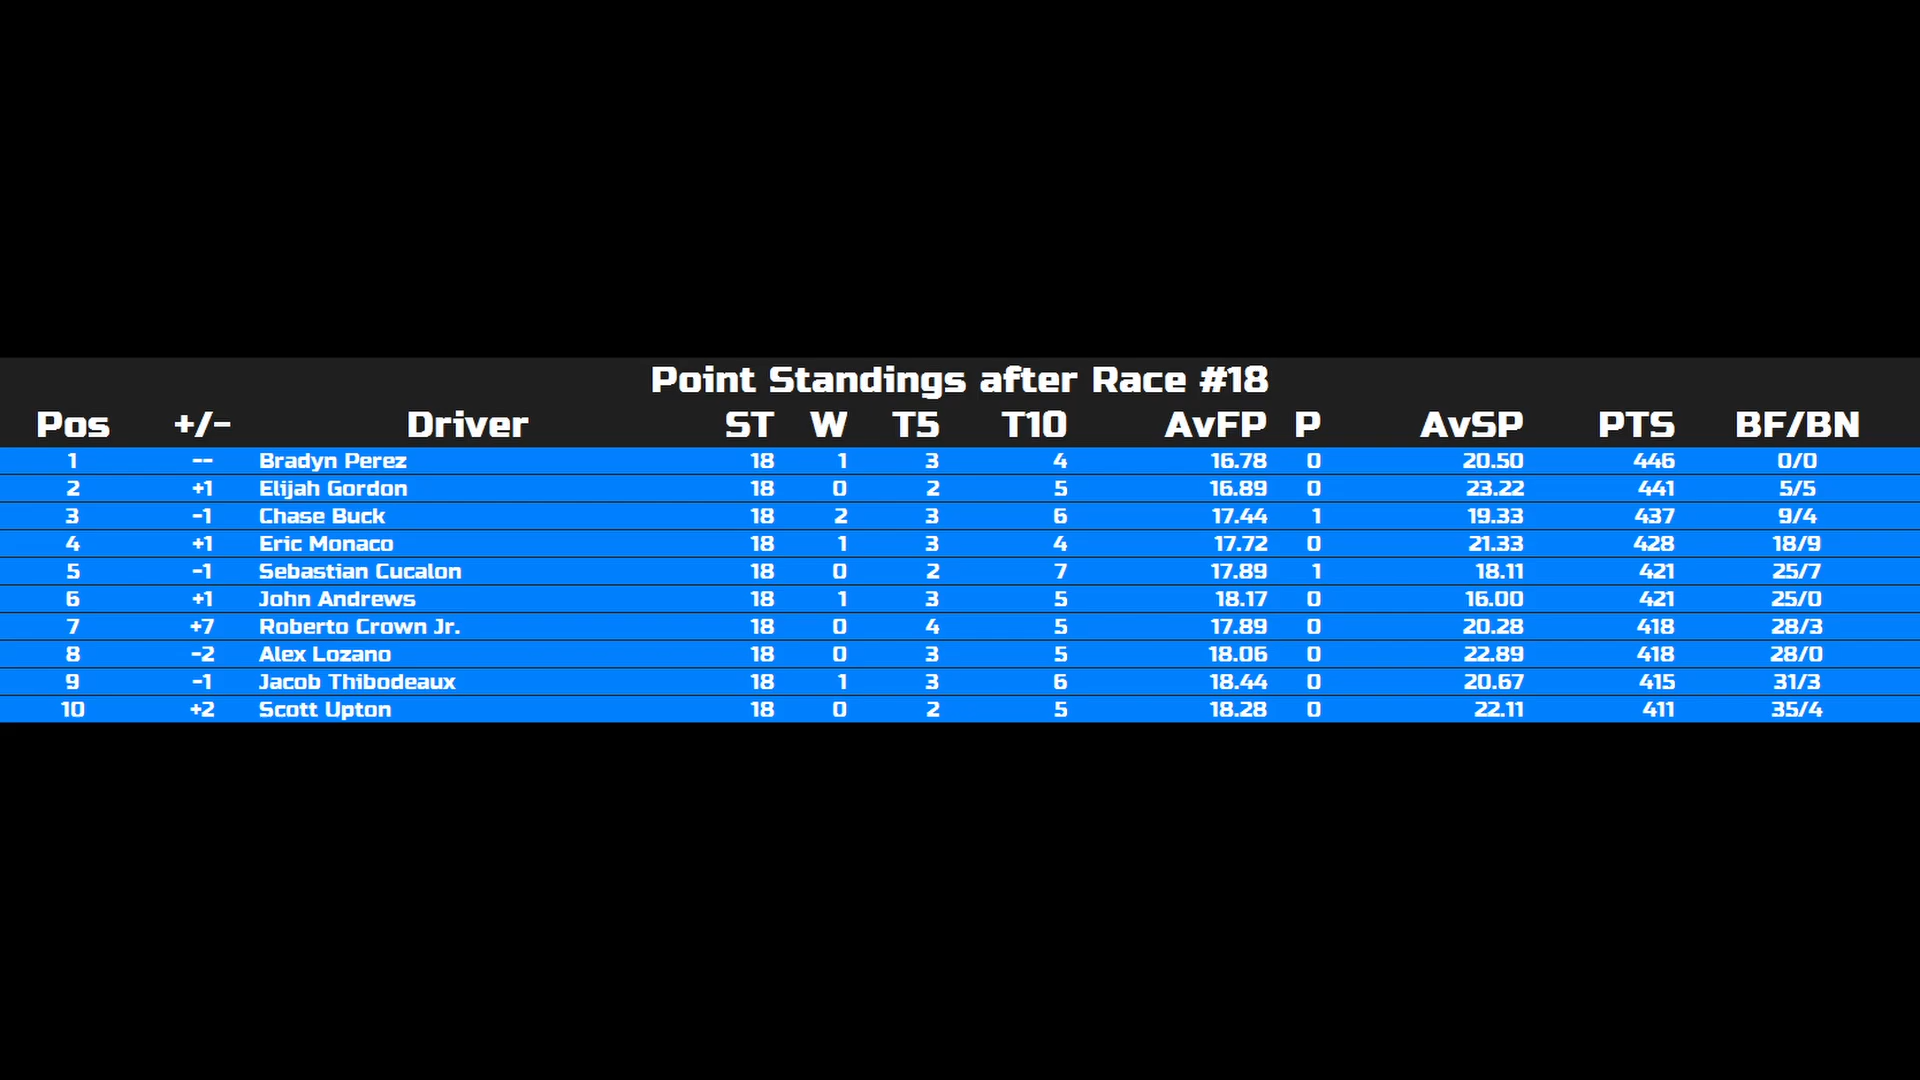 Point Standings after Race #18
Pos +/- Driver ST W T5 T10 AvFP P AvSP PTS BF/BN
1 -- Bradyn Perez 18 1 3 4 16.78 0 20.50 446 0/0
2 +1 Elijah Gordon 18 0 2 5 16.89 0 23.22 441 5/5
3 -1 Chase Buck 18 2 3 6 17.44 1 19.33 437 9/4
4 +1 Eric Monaco 18 1 3 4 17.72 0 21.33 428 18/9
5 -1 Sebastian Cucalon 18 0 2 7 17.89 1 18.11 421 25/7
6 +1 John Andrews 18 1 3 5 18.17 0 16.00 421 25/0
7 +7 Roberto Crown Jr. 18 0 4 5 17.89 0 20.28 418 28/3
8 -2 Alex Lozano 18 0 3 5 18.06 0 22.89 418 28/0
9 -1 Jacob Thibodeaux 18 1 3 6 18.44 0 20.67 415 31/3
10 +2 Scott Upton 18 0 2 5 18.28 0 22.11 411 35/4